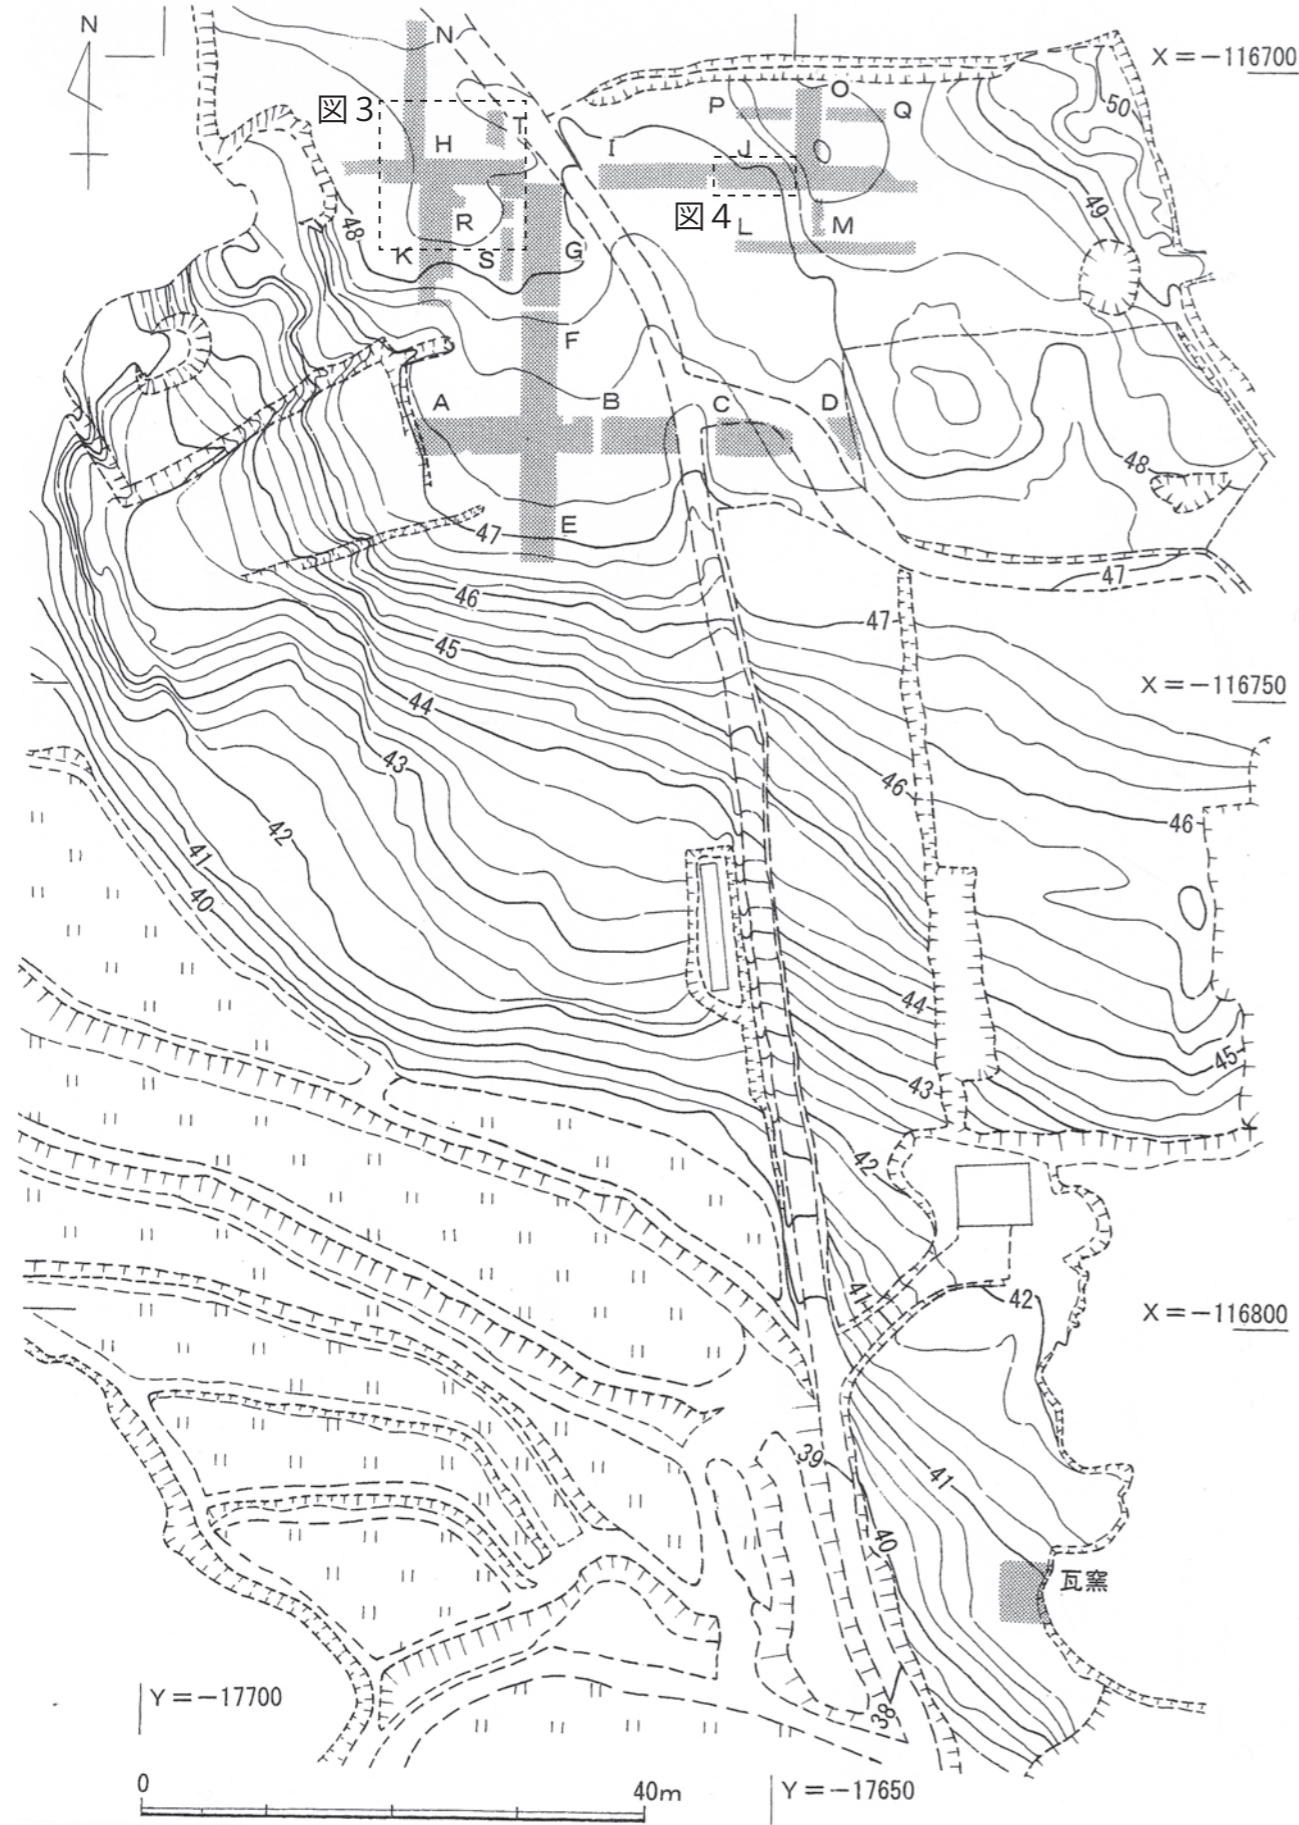 N
X=-116700
N
50
O
図3
P
Q
T
H
I
J
49
R
図4
L
M
48
K
S
G
F
A
B
C
D
48
E
47
47
46
47
45
X=-116750
44
43
46
46
42
41
40
44
45
43
42
41
42
X=-116800
39
41
40
瓦窯
Y=-17700
38
0
40m
Y=-17650